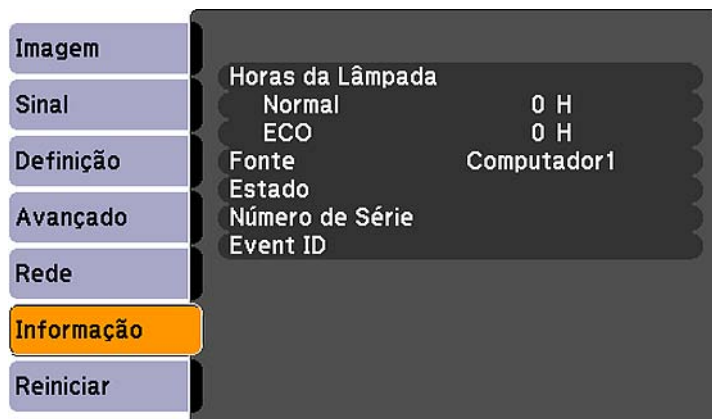 Imagem
Sinal
Definição
Avançado
Rede
Informação
Reiniciar
Horas da Lâmpada
Normal 0 H
ECO 0 H
Fonte Computador1
Estado
Número de Série
Event ID